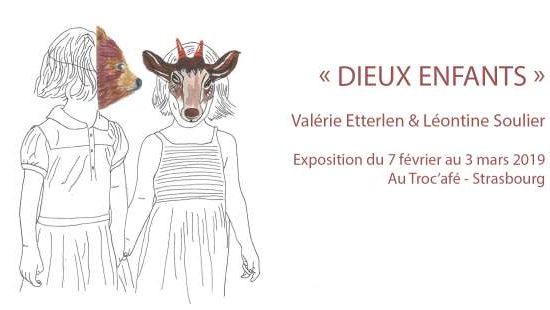 « DIEUX ENFANTS »
Valérie Etterlen & Léontine Soulier
Exposition du 7 février au 3 mars 2019
Au Troc’afé - Strasbourg